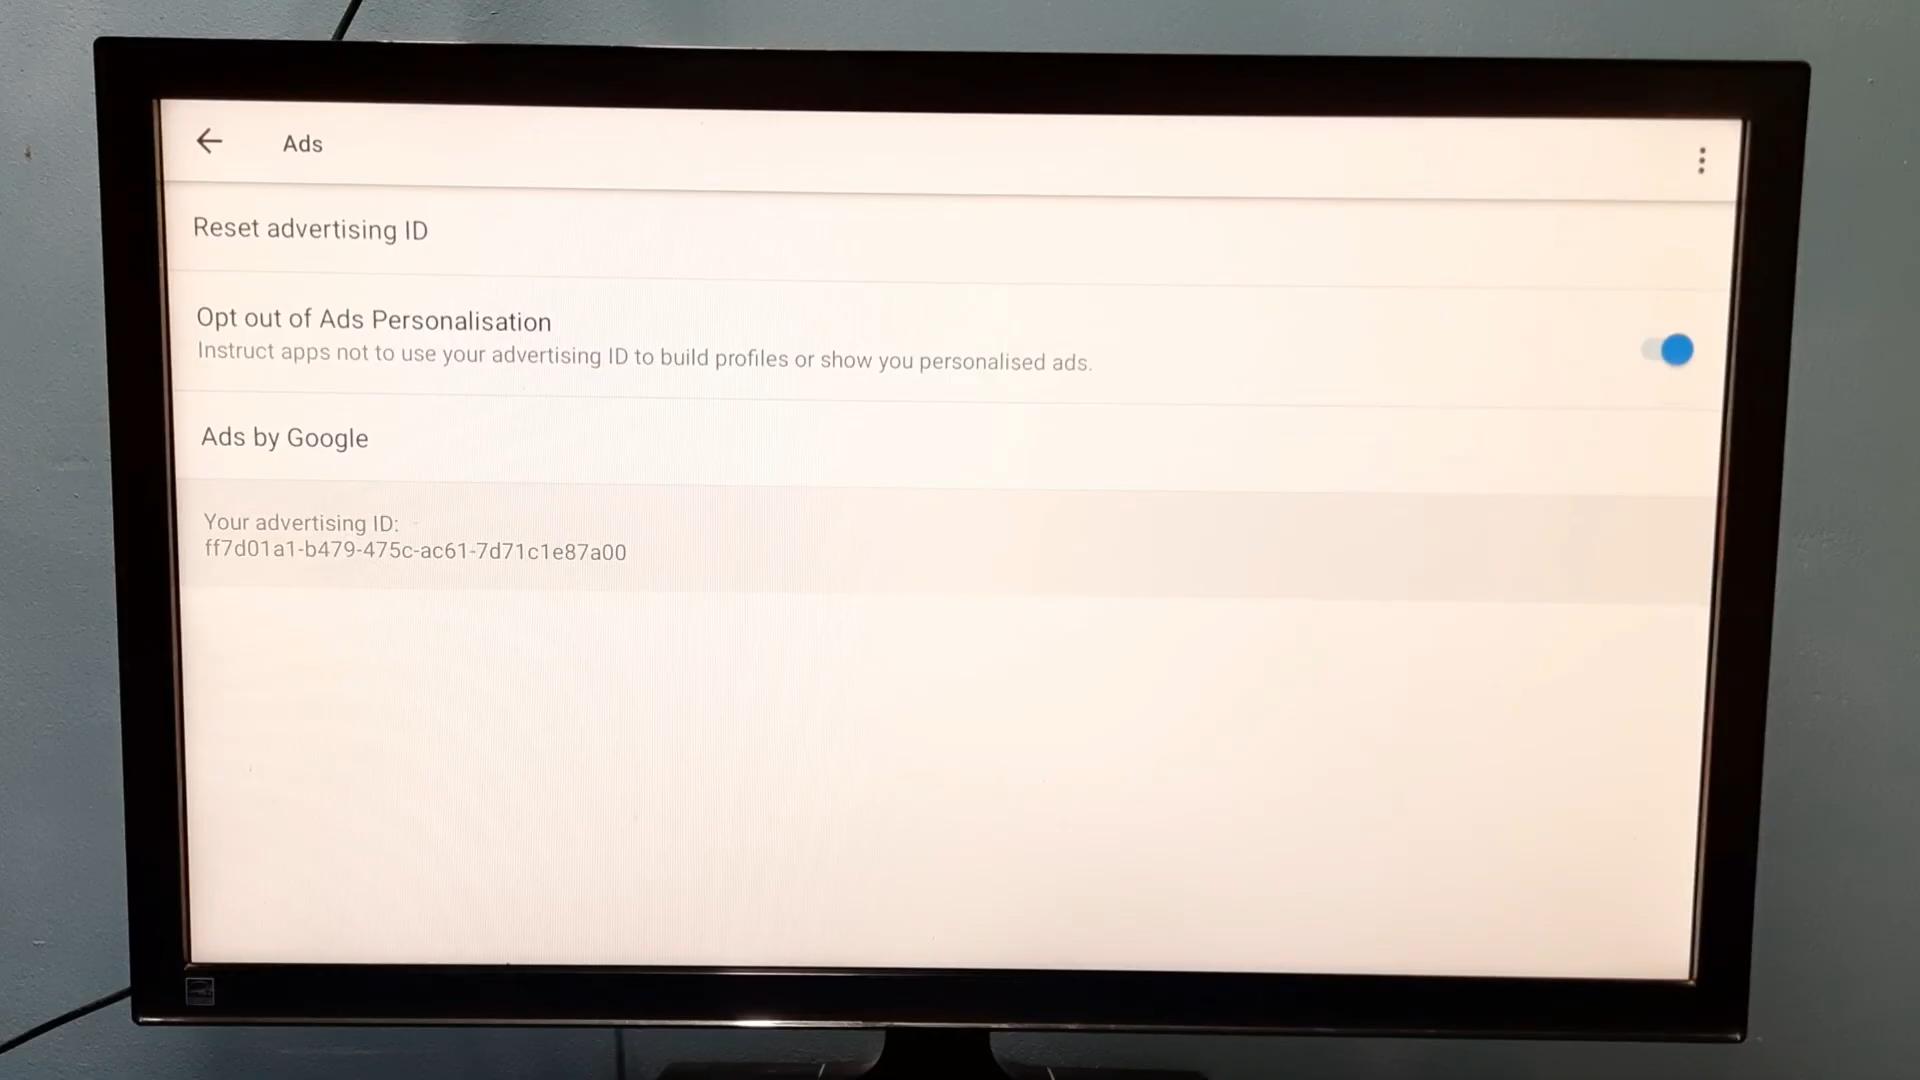 Ads
Reset advertising ID
Opt out of Ads Personalisation
Instruct apps not to use your advertising ID to build profiles or show you personalised ads.
Ads by Google
Your advertising ID:
ff7d01a1-b479-475c-ac61-7d71c1e87a00